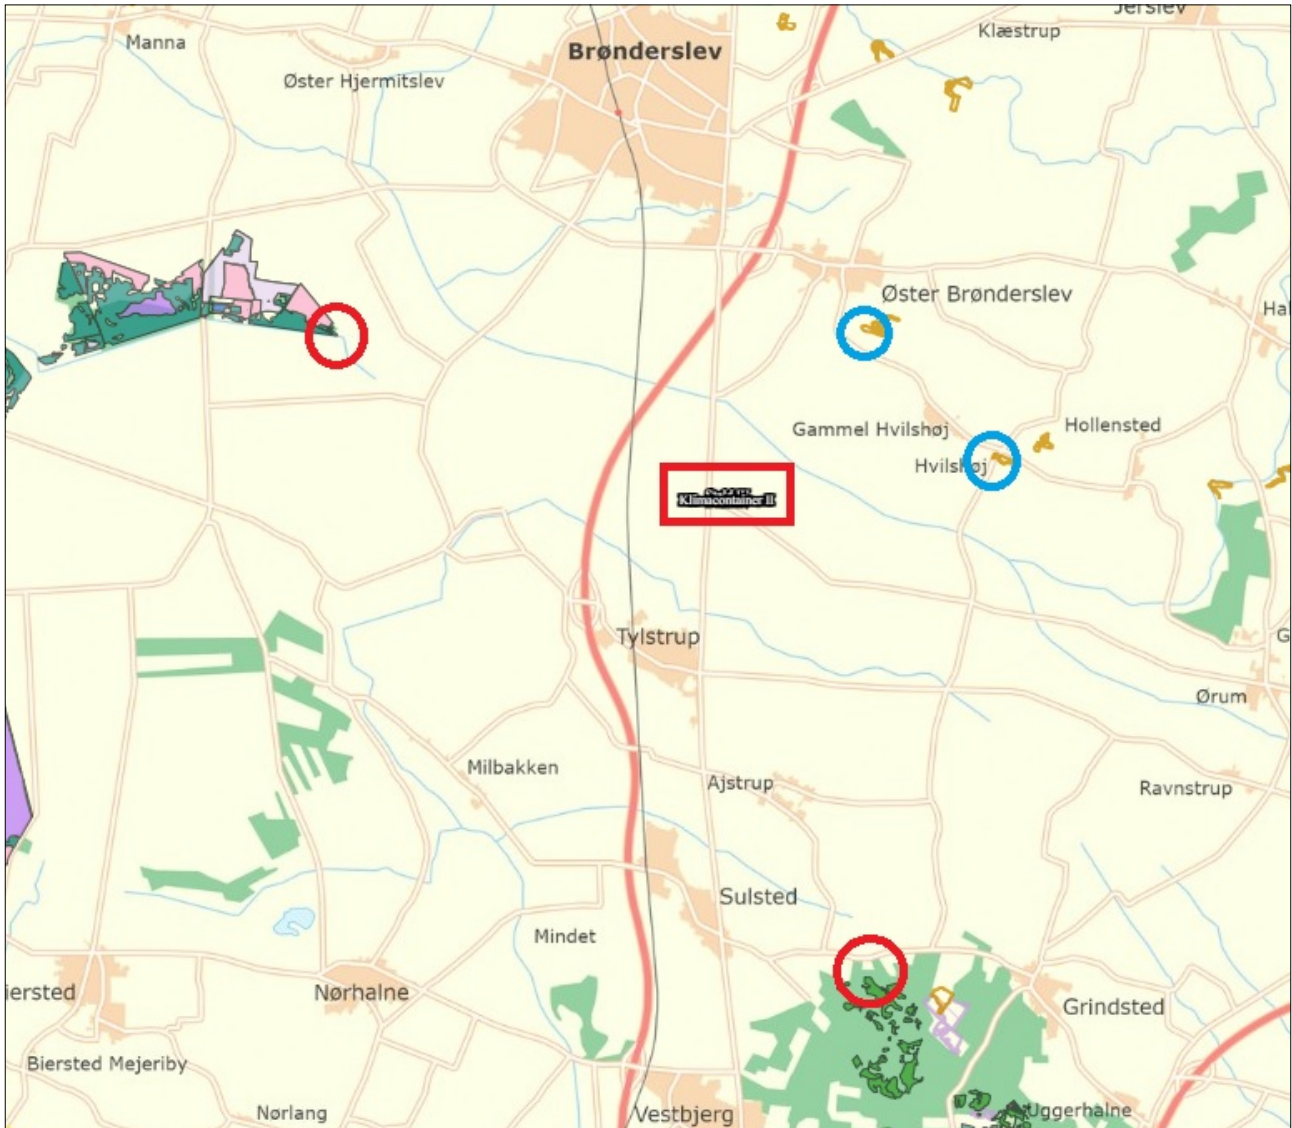 Jerslev
Klæstrup
Manna
Brønderslev
Øster Hjermitslev
Øster Brønderslev
Hal
Gammel Hvilshøj
Hollensted
Hvilshøj
Klimacontainer II
Tylstrup
G
Ørum
Milbakken
Ajstrup
Ravnstrup
Sulsted
Mindet
iersted
Nørhalne
Grindsted
Biersted Mejeriby
Nørlang
Vestbjerg
Uggerhalne